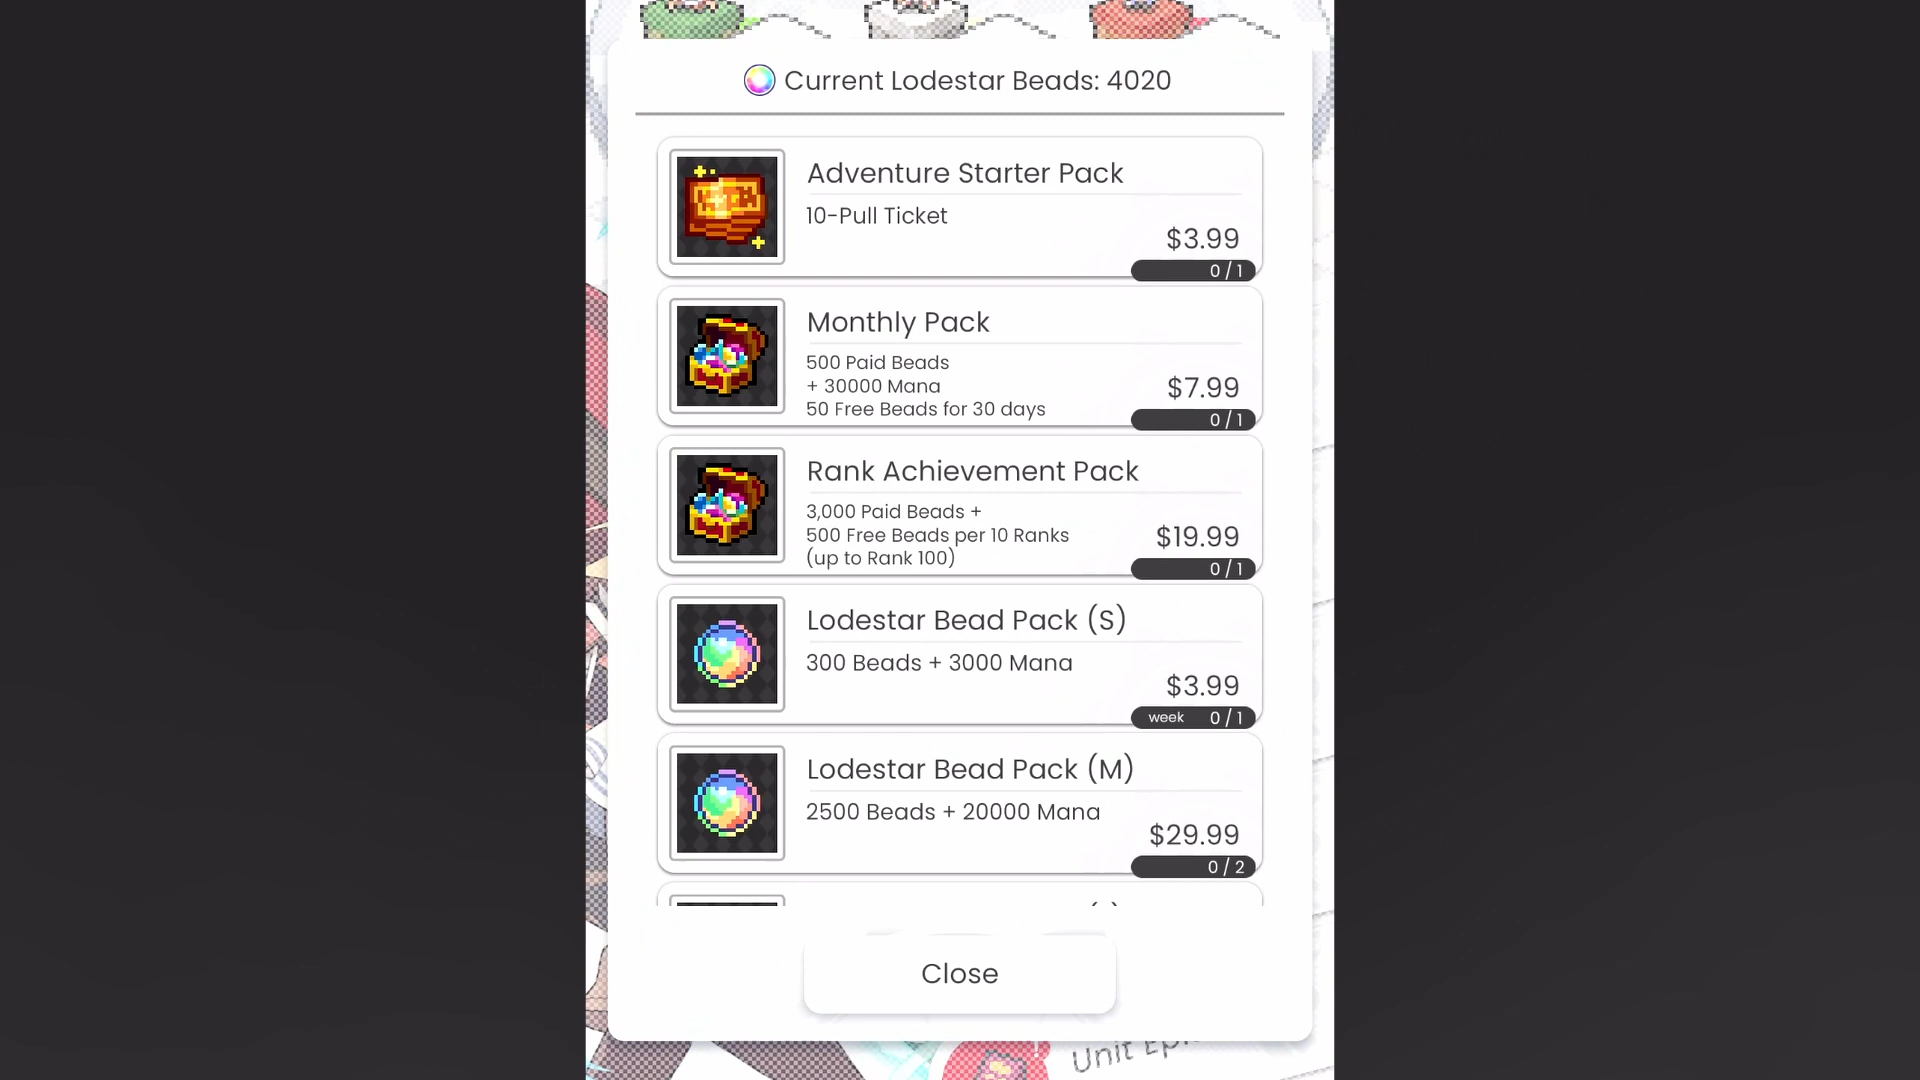 Current Lodestar Beads: 4020
Adventure Starter Pack
10-Pull Ticket
$3.99
0 / 1
Monthly Pack
500 Paid Beads
+ 30000 Mana
50 Free Beads for 30 days
$7.99
0 / 1
Rank Achievement Pack
3,000 Paid Beads +
500 Free Beads per 10 Ranks
(up to Rank 100)
$19.99
0 / 1
Lodestar Bead Pack (S)
300 Beads + 3000 Mana
$3.99
week 0 / 1
Lodestar Bead Pack (M)
2500 Beads + 20000 Mana
$29.99
0 / 2
Close
Unit